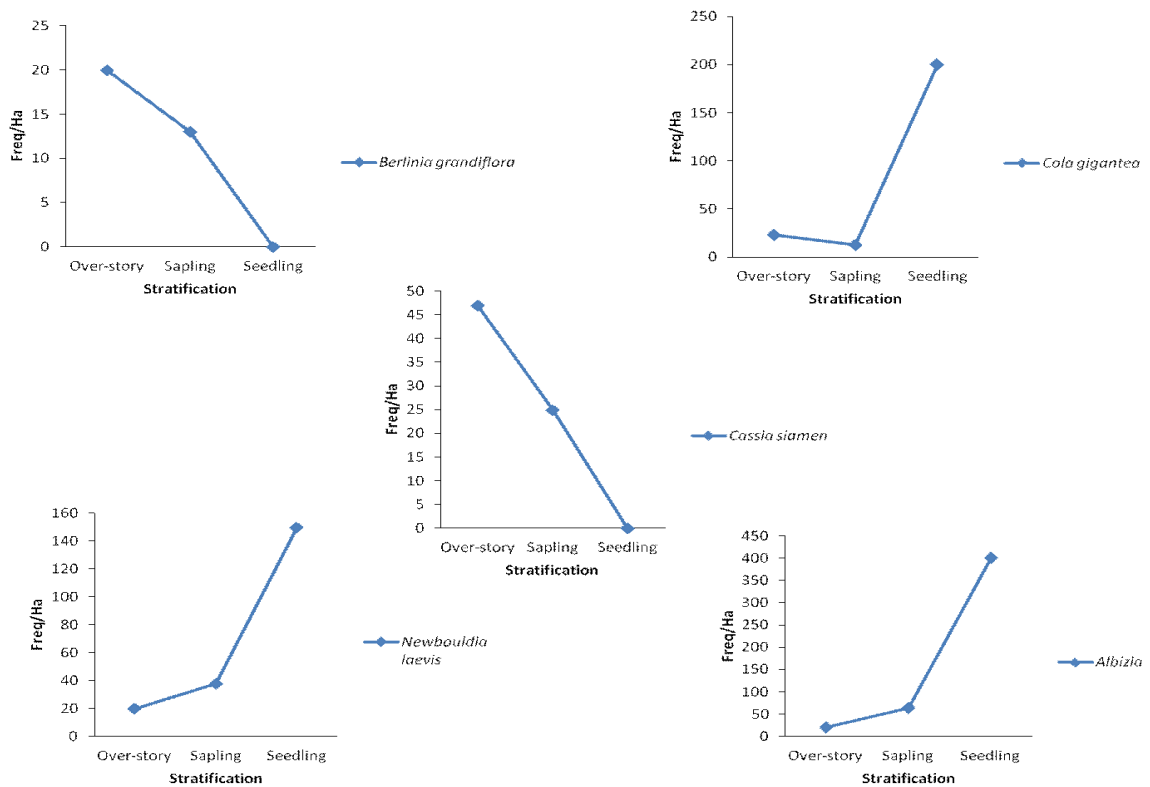 25
20
15
10
5
0
Freq/Ha
Over-story Sapling Seedling
Stratification
Berlinia grandiflora
250
200
150
100
50
0
Freq/Ha
Over-story Sapling Seedling
Stratification
Cola gigantea
50
45
40
35
30
25
20
15
10
5
0
Freq/Ha
Over-story Sapling Seedling
Stratification
Cassia siamen
160
140
120
100
80
60
40
20
0
Freq/Ha
Over-story Sapling Seedling
Stratification
Newbouldia
laevis
450
400
350
300
250
200
150
100
50
0
Freq/Ha
Over-story Sapling Seedling
Stratification
Albizia